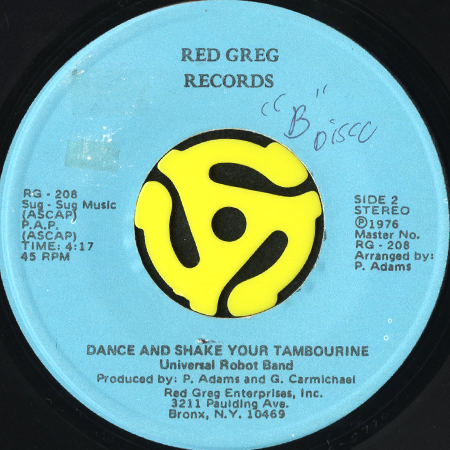 RED GREG
RECORDS
"B"
DISCO
RG - 208
Sug - Sug Music
(ASCAP)
P.A.P.
(ASCAP)
TIME: 4:17
45 RPM
SIDE 2
STEREO
Ⓟ1976
Master No.
RG - 208
Arranged by:
P. Adams
DANCE AND SHAKE YOUR TAMBOURINE
Universal Robot Band
Produced by: P. Adams and G. Carmichael
Red Greg Enterprises, Inc.
3211 Paulding Ave.
Bronx, N.Y. 10469